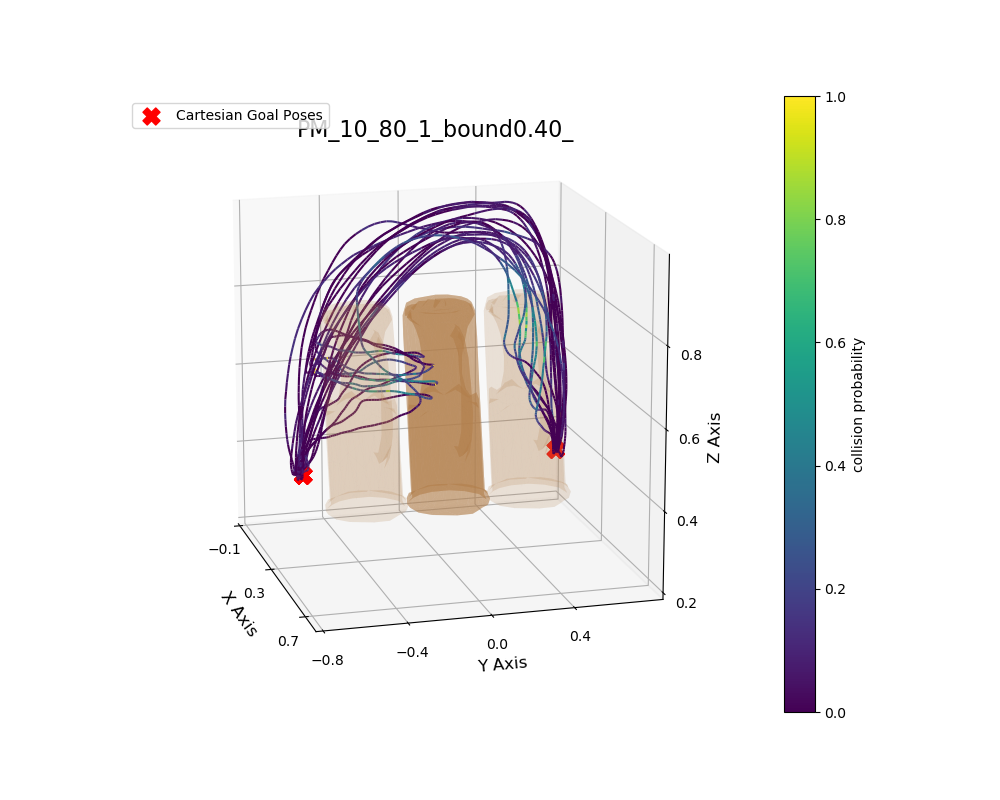 Cartesian Goal Poses
PM_10_80_1_bound0.40_
1.0
0.8
0.6
0.4
0.2
0.0
collision probability
0.8
0.6
0.4
0.2
Z Axis
−0.1
0.3
0.7
X Axis
−0.8
−0.4
0.0
0.4
Y Axis